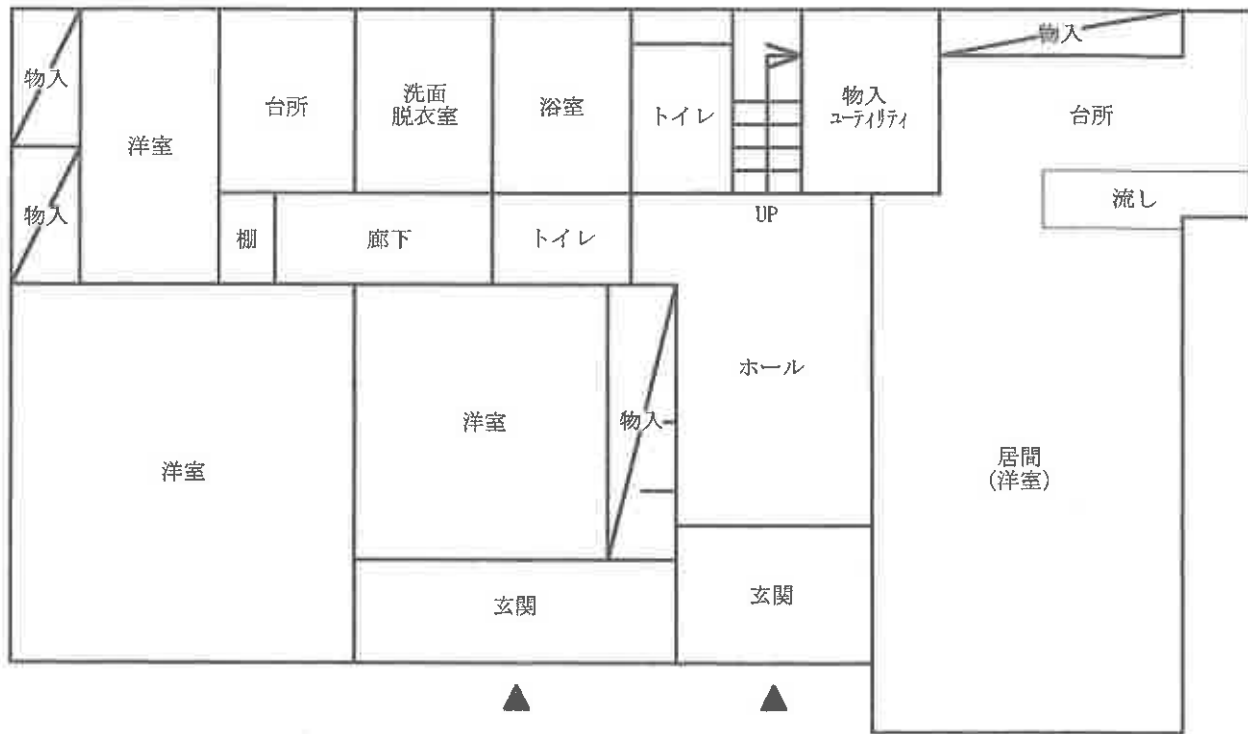 物入
物入
洋室
台所
洗面
脱衣室
浴室
トイレ
物入
ユーティリティ
物入
台所
流し
UP
棚
廊下
トイレ
洋室
洋室
物入
ホール
居間
(洋室)
玄関
玄関